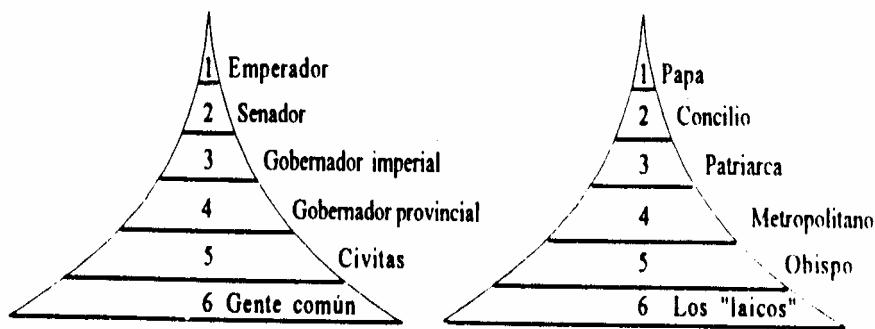 1 Emperador
2 Senador
3 Gobernador imperial
4 Gobernador provincial
5 Civitas
6 Gente común
1 Papa
2 Concilio
3 Patriarca
4 Metropolitano
5 Obispo
6 Los "laicos"